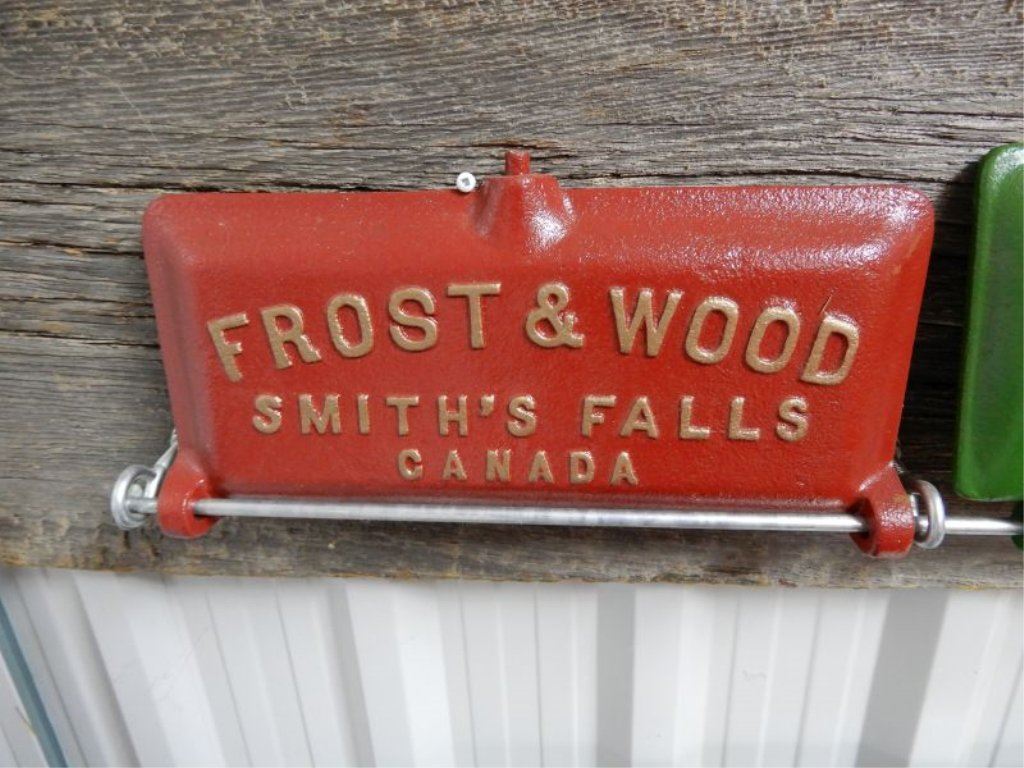 FROST & WOOD
SMITH'S FALLS
CANADA